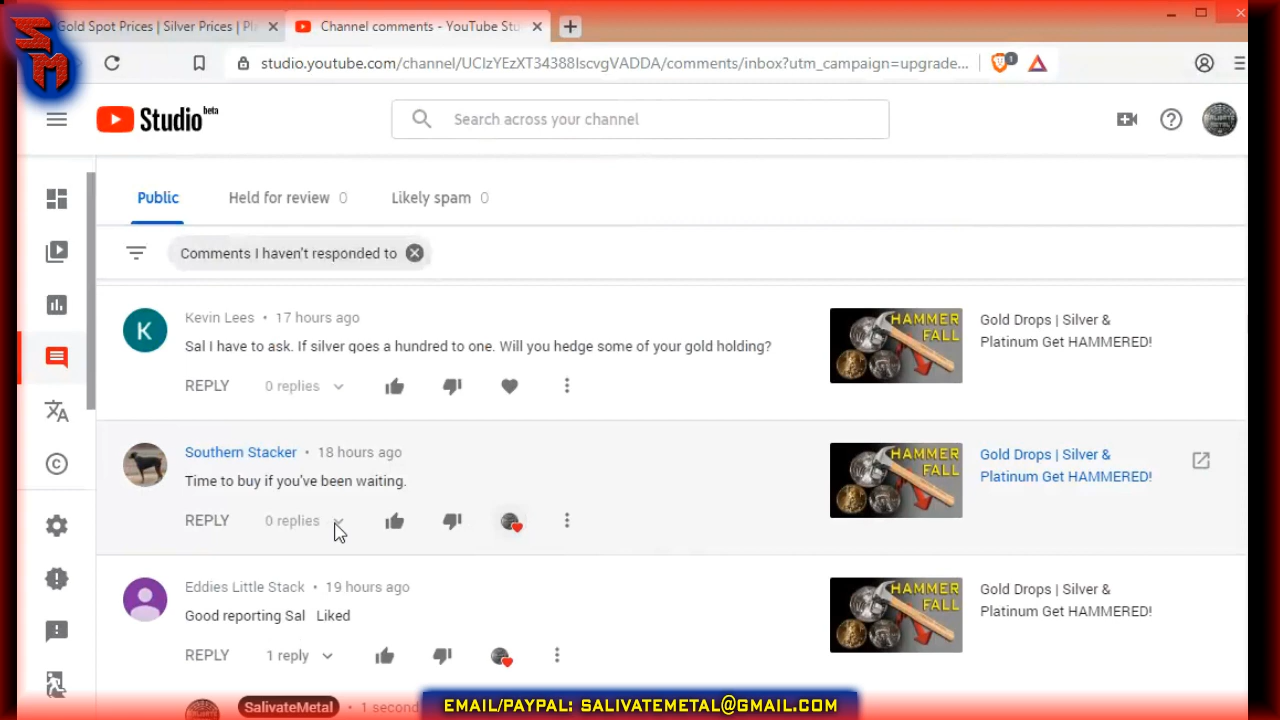 SM
Gold Spot Prices | Silver Prices | Pl
Channel comments - YouTube Stu
studio.youtube.com/channel/UCIzYEzXT34388IscvgVADDA/comments/inbox?utm_campaign=upgrade...
1
Studio beta
Search across your channel
Public
Held for review 0
Likely spam 0
Comments I haven't responded to
Kevin Lees • 17 hours ago
Sal I have to ask. If silver goes a hundred to one. Will you hedge some of your gold holding?
REPLY 0 replies
HAMMER
FALL
Gold Drops | Silver &
Platinum Get HAMMERED!
Southern Stacker • 18 hours ago
Time to buy if you've been waiting.
REPLY 0 replies
HAMMER
FALL
Gold Drops | Silver &
Platinum Get HAMMERED!
Eddies Little Stack • 19 hours ago
Good reporting Sal Liked
REPLY 1 reply
HAMMER
FALL
Gold Drops | Silver &
Platinum Get HAMMERED!
SalivateMetal • 1 second
EMAIL/PAYPAL: SALIVATEMETAL@GMAIL.COM